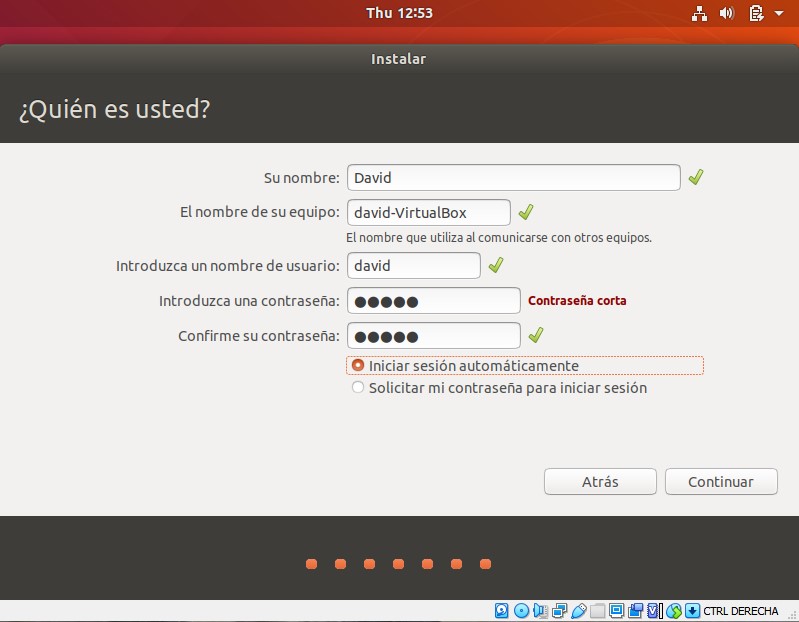 Thu 12:53
Instalar
¿Quién es usted?
Su nombre: David
El nombre de su equipo: david-VirtualBox
El nombre que utiliza al comunicarse con otros equipos.
Introduzca un nombre de usuario: david
Introduzca una contraseña: ●●●●● Contraseña corta
Confirme su contraseña: ●●●●●
Iniciar sesión automáticamente
Solicitar mi contraseña para iniciar sesión
Atrás Continuar
CTRL DERECHA